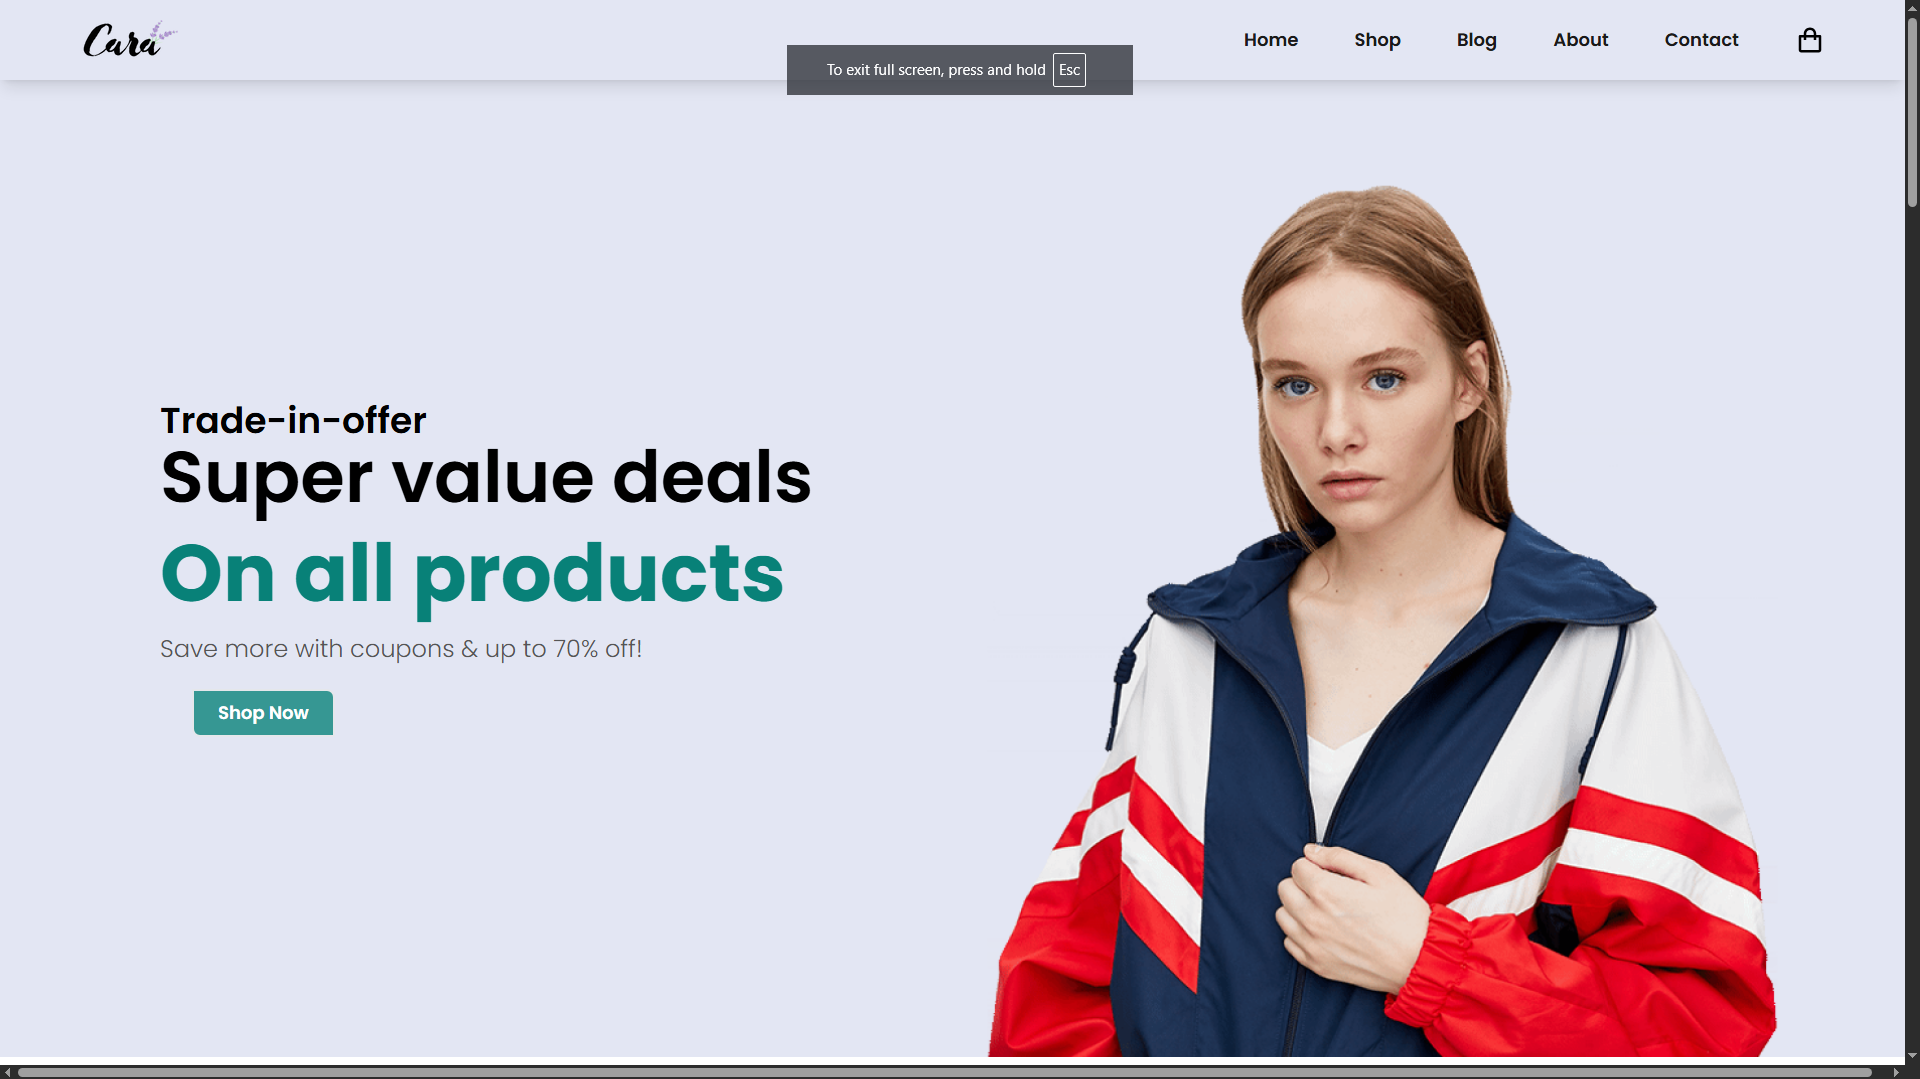 Cara
Home Shop Blog About Contact
To exit full screen, press and hold Esc
Trade-in-offer
Super value deals
On all products
Save more with coupons & up to 70% off!
Shop Now